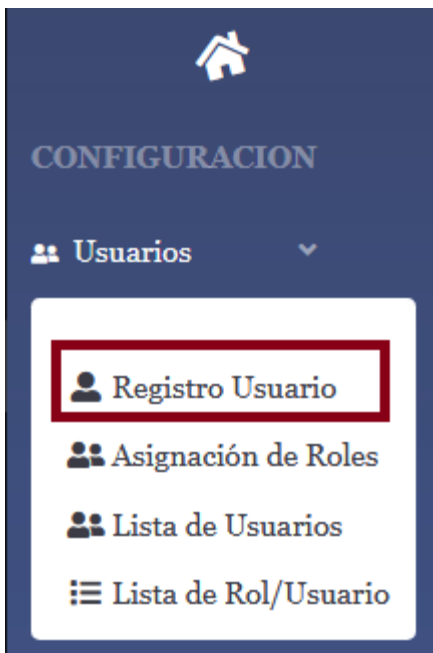 CONFIGURACION
Usuarios
Registro Usuario
Asignación de Roles
Lista de Usuarios
Lista de Rol/Usuario